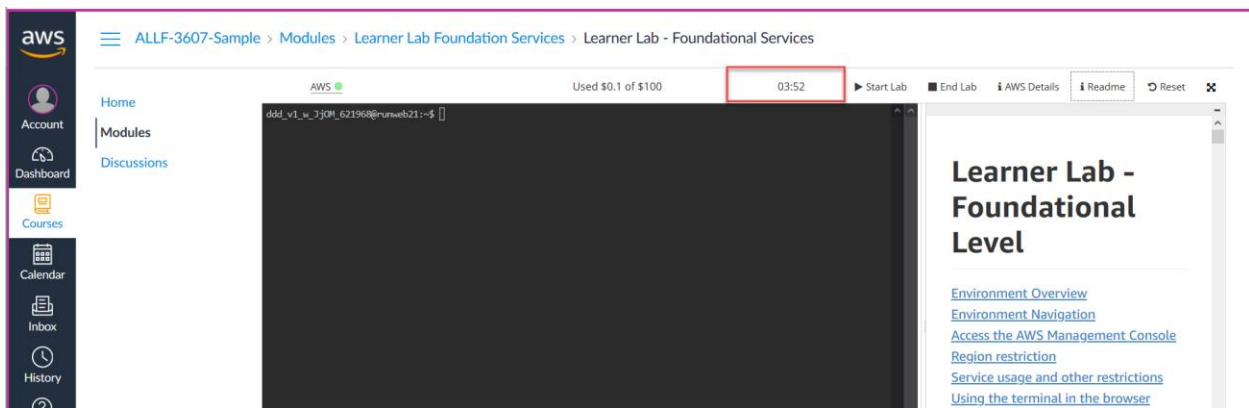 aws
ALLF-3607-Sample > Modules > Learner Lab Foundation Services > Learner Lab - Foundational Services
AWS
Used $0.1 of $100
03:52
Start Lab
End Lab
AWS Details
Readme
Reset
Account
Dashboard
Courses
Calendar
Inbox
History
Home
Modules
Discussions
ddd_v1_w_JjOM_621968@runweb21:~$
Learner Lab -
Foundational
Level
Environment Overview
Environment Navigation
Access the AWS Management Console
Region restriction
Service usage and other restrictions
Using the terminal in the browser